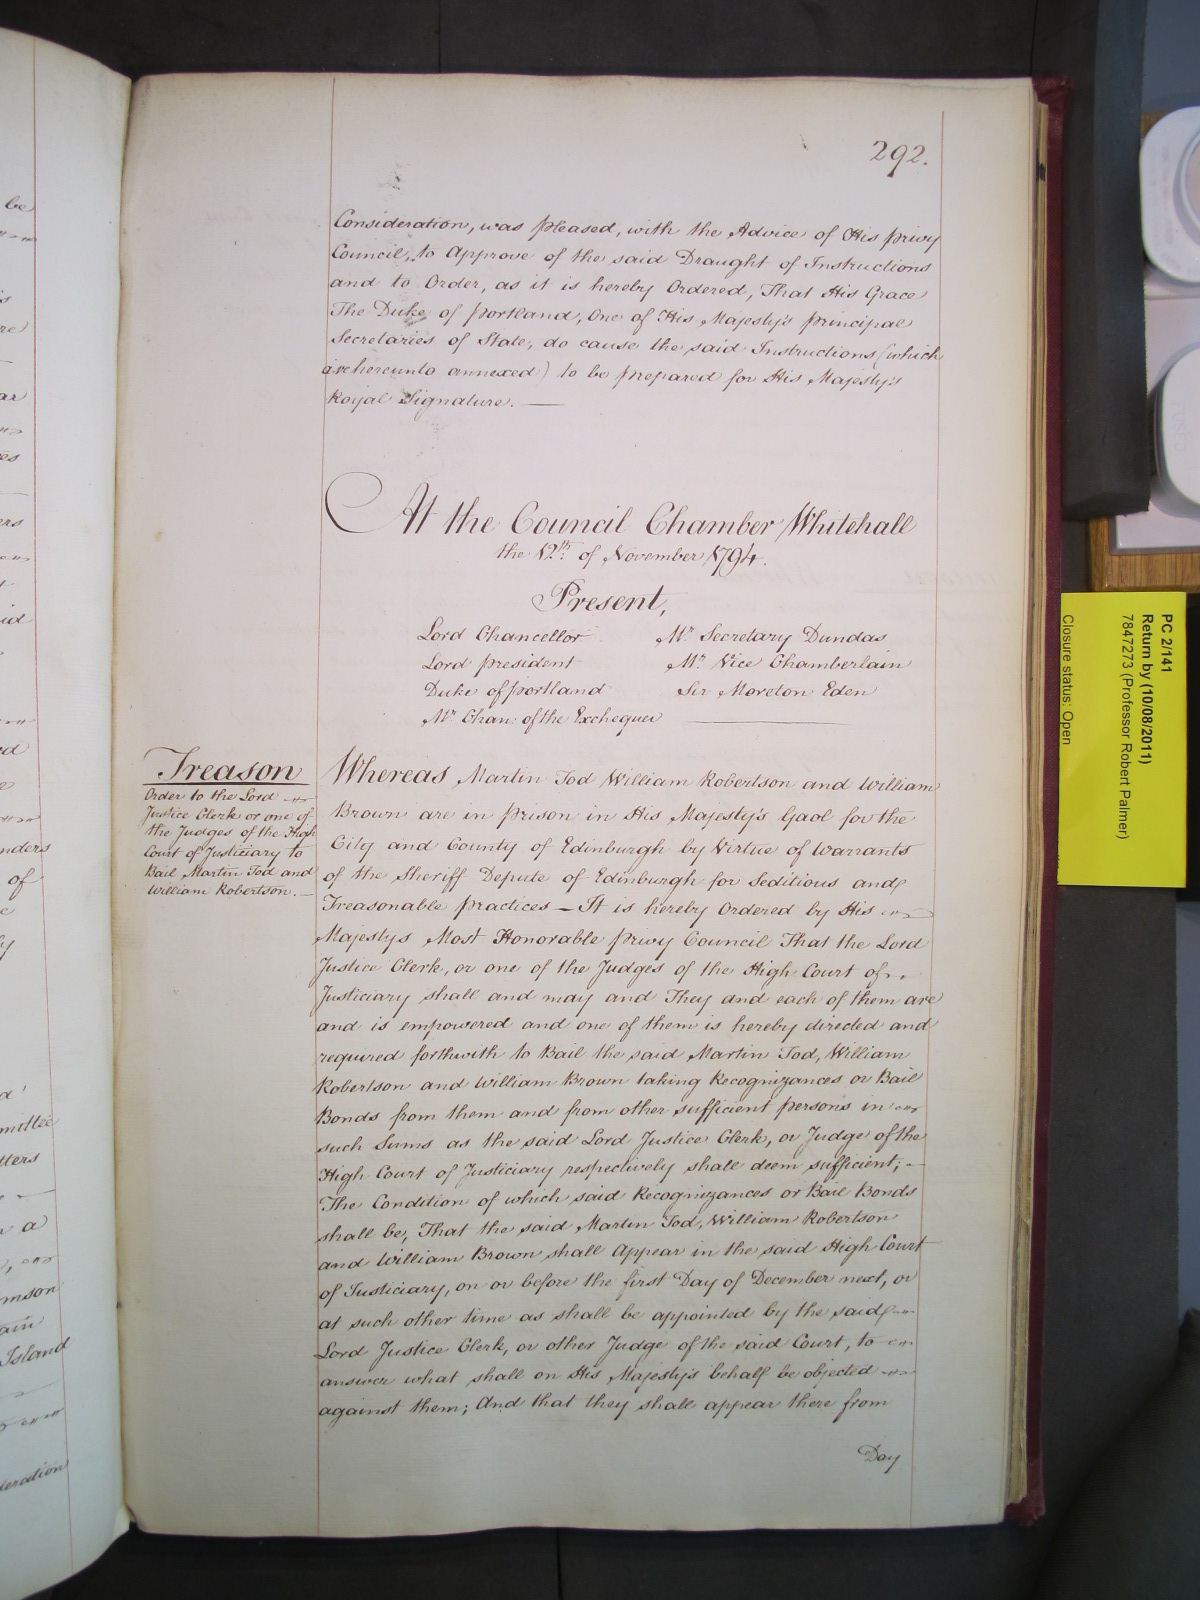 292.
Consideration, was pleased, with the Advice of His Privy
Council, to Approve of the said Draught of Instructions
and to Order, as it is hereby Ordered, That His Grace
The Duke of Portland, One of His Majesty's Principal
Secretaries of State, do cause the said Instructions (which
are hereunto annexed) to be prepared for His Majesty's
Royal Signature. —
At the Council Chamber Whitehall
the 12th of November 1794.
Present,
Lord Chancellor
Lord President
Duke of Portland
Mr Chan: of the Exchequer
Mr Secretary Dundas
Mr Vice Chamberlain
Sir Moreton Eden
Treason
Order to the Lord
Justice Clerk or one of
the Judges of the High
Court of Justiciary to
Bail Martin Tod and
William Robertson. —
Whereas Martin Tod William Robertson and William
Brown are in prison in His Majesty's Gaol for the
City and County of Edinburgh by Virtue of Warrants
of the Sheriff Depute of Edinburgh for Seditious and
Treasonable Practices — It is hereby Ordered by His
Majestys Most Honorable Privy Council That the Lord
Justice Clerk, or one of the Judges of the High Court of
Justiciary shall and may and They and each of them are
and is empowered and one of them is hereby directed and
required forthwith to Bail the said Martin Tod, William
Robertson and William Brown taking Recognizances or Bail
Bonds from them and from other sufficient persons in
such Sums as the said Lord Justice Clerk, or Judge of the
High Court of Justiciary respectively shall deem sufficient; —
The Condition of which said Recognizances or Bail Bonds
shall be, That the said Martin Tod, William Robertson
and William Brown shall Appear in the said High Court
of Justiciary, on or before the first Day of December next, or
at such other time as shall be appointed by the said
Lord Justice Clerk, or other Judge of the said Court, to
answer what shall on His Majesty's behalf be objected
against them; And that they shall appear there from
Day
PC 2/141
Return by (10/08/2011)
7847273 (Professor Robert Palmer)
Closure status: Open
be
are
ers
nders
of
mittee
a
mson
Island
deration